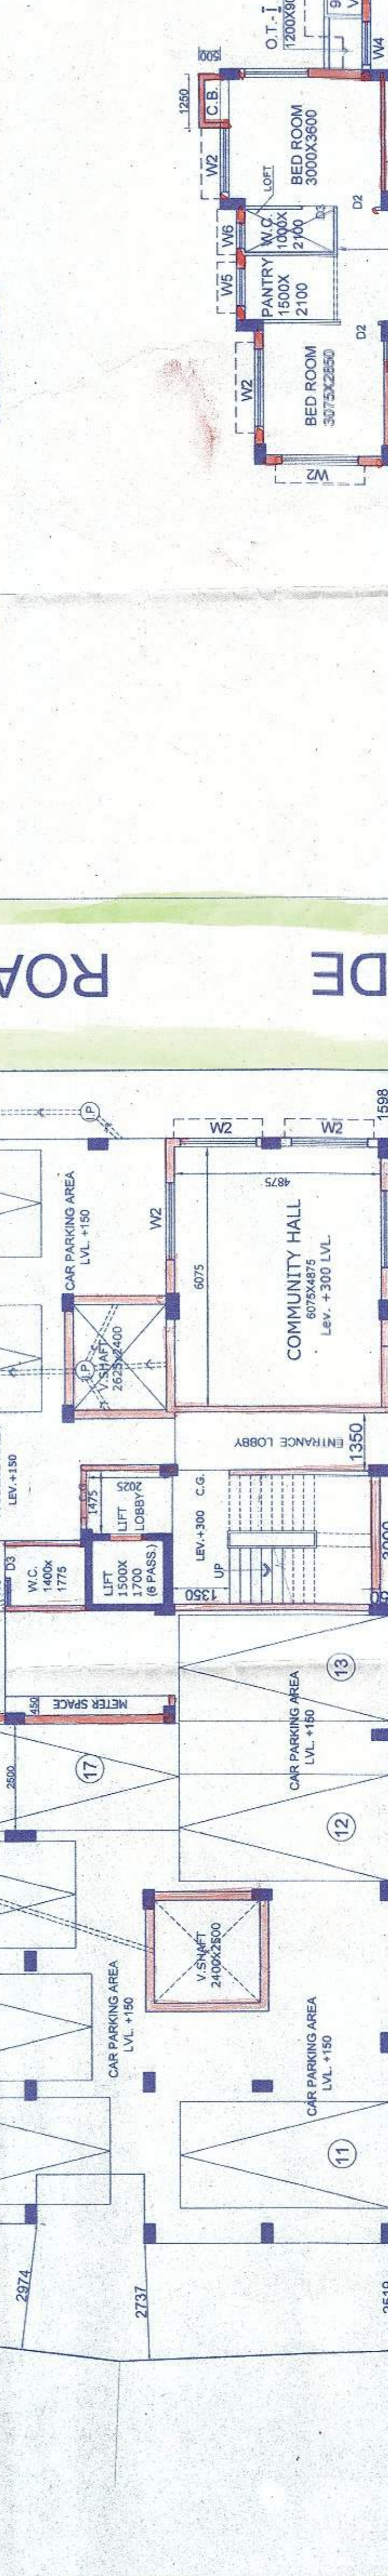 O.T.-I
1200X90
W4
500
1250
C.B.
W2
BED ROOM
3000X3600
LOFT
W6
W.C.
1000X
2100
D3
D2
W5
PANTRY
1500X
2100
D2
W2
BED ROOM
3075X2850
W2
ROA
DE
I.P
W2
W2
1598
CAR PARKING AREA
LVL. +150
W2
4875
6075
COMMUNITY HALL
6075X4875
Lev. +300 LVL.
I.P
V.SHAFT
2625x2400
LEV.+150
ENTRANCE LOBBY
1350
1475
2025
LIFT
LOBBY
LEV.+300
C.G.
D3
W.C.
1400x
1775
LIFT
1500X
1700
(6 PASS.)
1350
UP
450
METER SPACE
13
CAR PARKING AREA
LVL. +150
2500
17
12
V.SHAFT
2400X2500
CAR PARKING AREA
LVL. +150
CAR PARKING AREA
LVL. +150
11
2974
2737